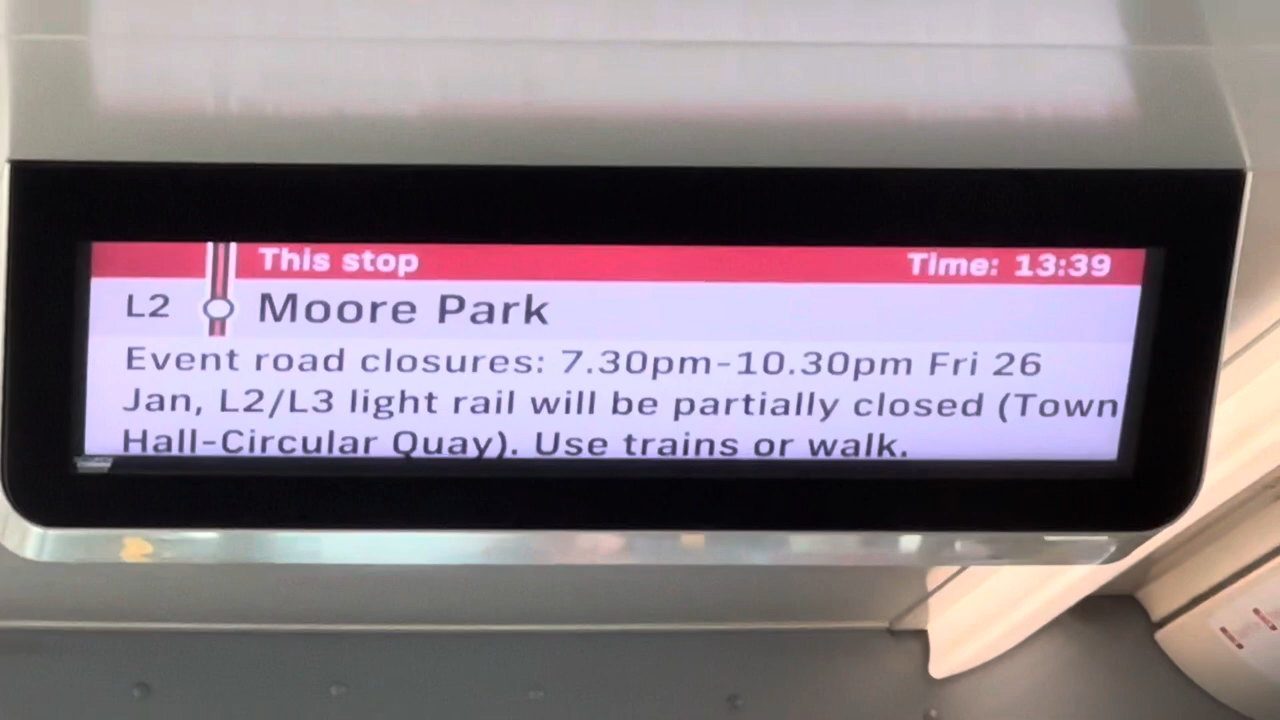 This stop Time: 13:39
L2 Moore Park
Event road closures: 7.30pm-10.30pm Fri 26
Jan, L2/L3 light rail will be partially closed (Town
Hall-Circular Quay). Use trains or walk.